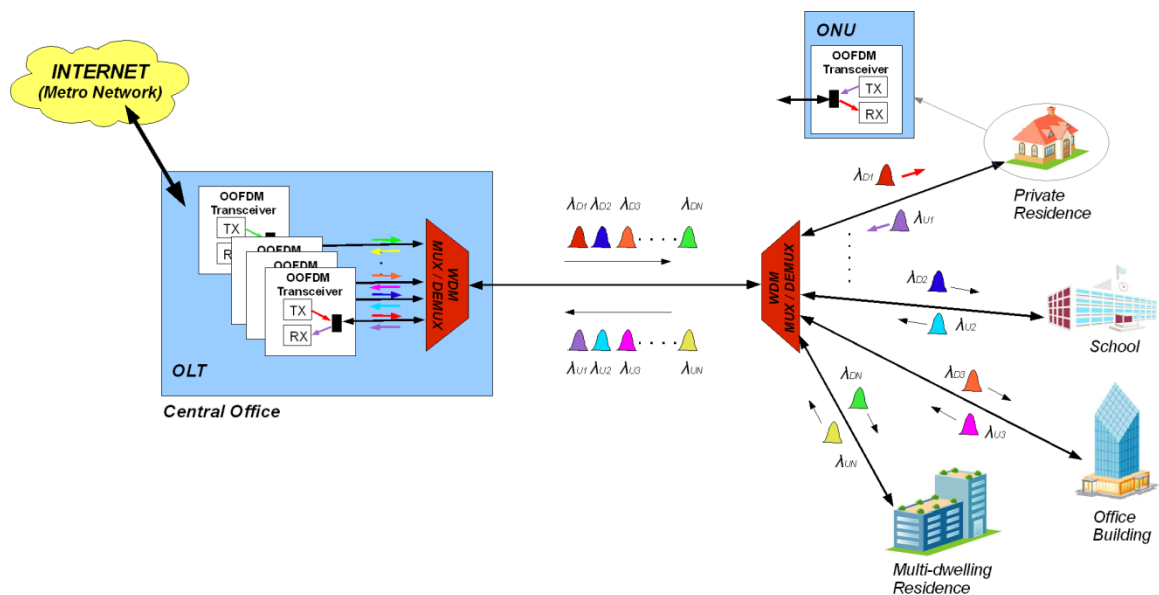 INTERNET
(Metro Network)
OOFDM
Transceiver
TX
OOFDM
OOFDM
OOFDM
Transceiver
TX
RX
WDM
MUX / DEMUX
OLT
Central Office
λD1 λD2 λD3 λDN
λU1 λU2 λU3 λUN
WDM
MUX / DEMUX
ONU
OOFDM
Transceiver
TX
RX
λD1
λU1
Private
Residence
λD2
λU2
School
λD3
λU3
Office
Building
λDN
λUN
Multi-dwelling
Residence